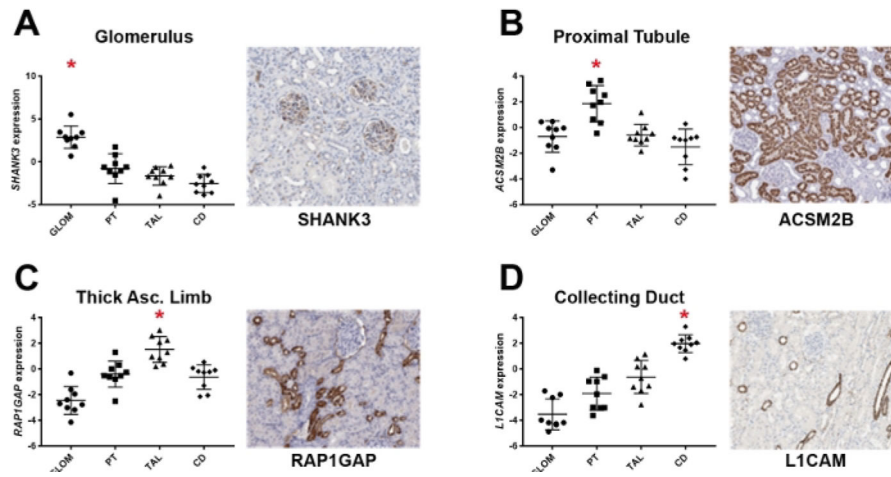 A
Glomerulus
*
SHANK3 expression
10
5
0
-5
GLOM
PT
TAL
CD
SHANK3
B
Proximal Tubule
*
ACSM2B expression
4
2
0
-2
-4
-6
GLOM
PT
TAL
CD
ACSM2B
C
Thick Asc. Limb
*
RAP1GAP expression
4
2
0
-2
-4
-6
GLOM
PT
TAL
CD
RAP1GAP
D
Collecting Duct
*
L1CAM expression
4
2
0
-2
-4
-6
GLOM
PT
TAL
CD
L1CAM